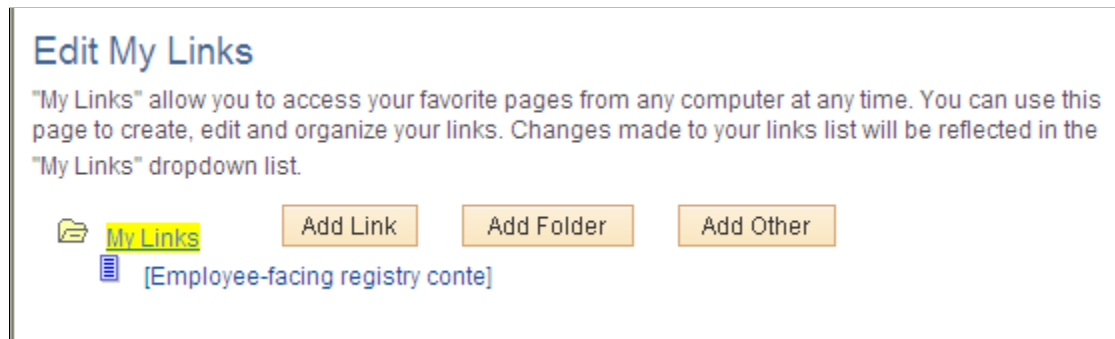 Edit My Links
"My Links" allow you to access your favorite pages from any computer at any time. You can use this
page to create, edit and organize your links. Changes made to your links list will be reflected in the
"My Links" dropdown list.
My Links Add Link Add Folder Add Other
[Employee-facing registry conte]